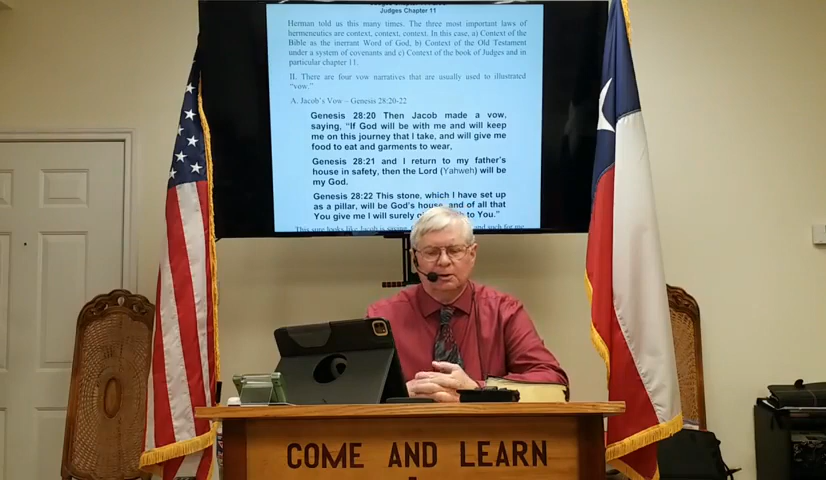 Judges Chapter 11
Herman told us this many times. The three most important laws of
hermeneutics are context, context, context. In this case, a) Context of the
Bible as the inerrant Word of God, b) Context of the Old Testament
under a system of covenants and c) Context of the book of Judges and in
particular chapter 11.
II. There are four vow narratives that are usually used to illustrated
"vow."
A. Jacob's Vow – Genesis 28:20-22
Genesis 28:20 Then Jacob made a vow,
saying, "If God will be with me and will keep
me on this journey that I take, and will give me
food to eat and garments to wear,
Genesis 28:21 and I return to my father's
house in safety, then the Lord (Yahweh) will be
my God.
Genesis 28:22 This stone, which I have set up
as a pillar, will be God's house and of all that
You give me I will surely to You."
This sure looks like Jacob is
COME AND LEARN